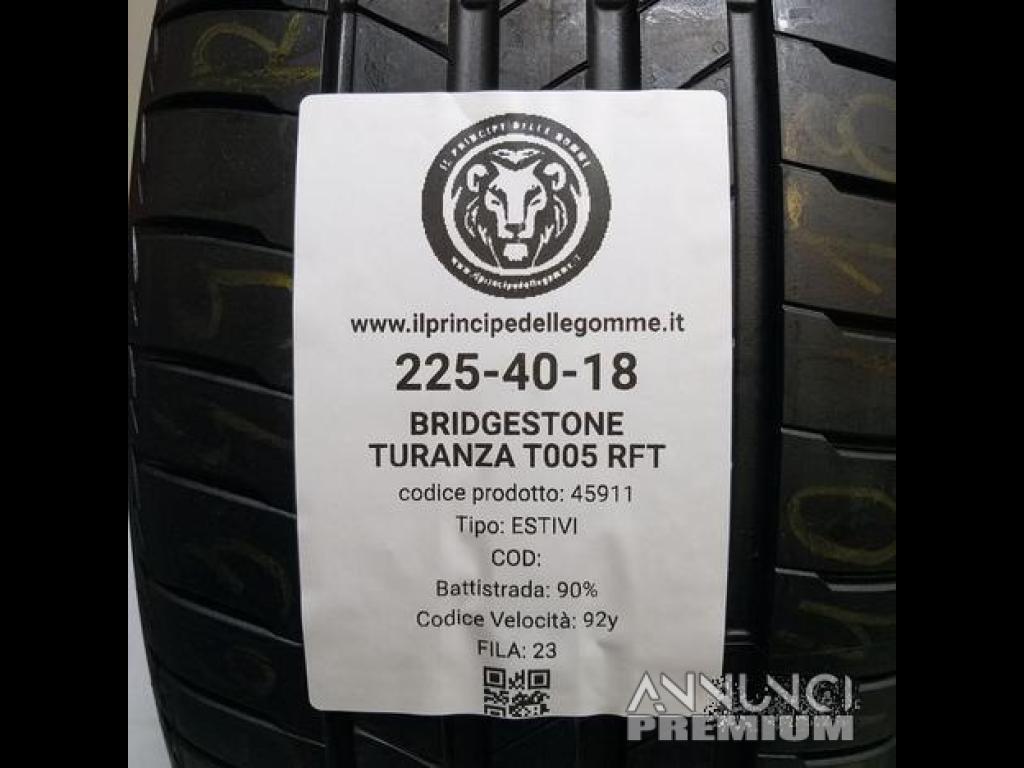 IL PRINCIPE DELLE GOMME
www.ilprincipedellegomme.it
www.ilprincipedellegomme.it
225-40-18
BRIDGESTONE
TURANZA T005 RFT
codice prodotto: 45911
Tipo: ESTIVI
COD:
Battistrada: 90%
Codice Velocità: 92y
FILA: 23
ANNUNCI
PREMIUM